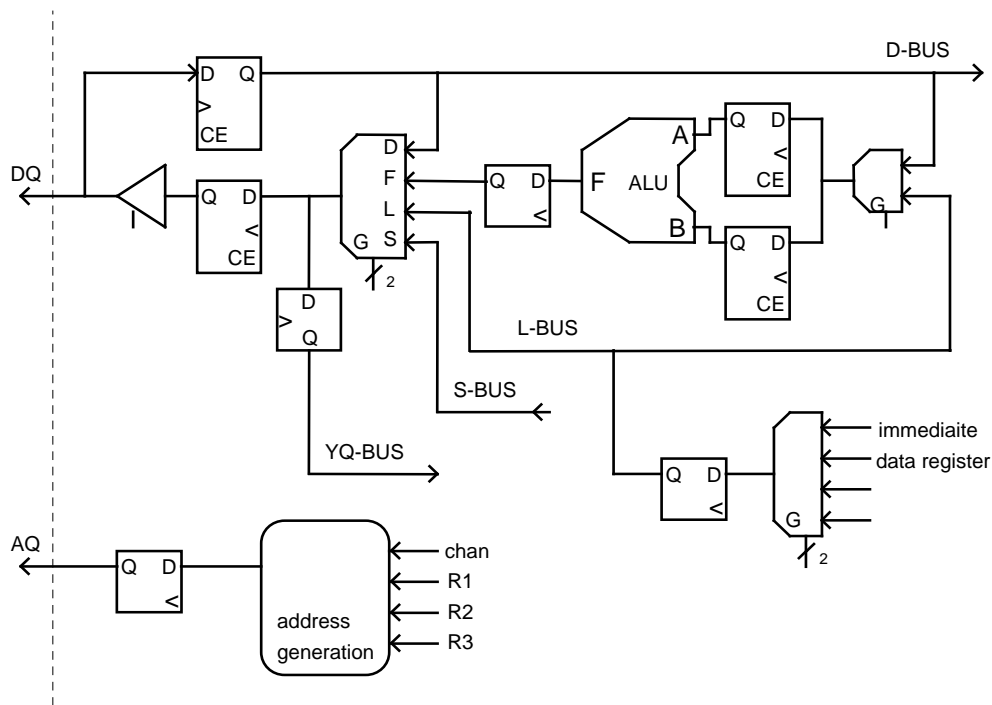 D-BUS
D Q
CE
DQ
Q D
CE
D
F
L
G S
2
Q D
F ALU A
B
Q D
CE
Q D
CE
G
D
Q
L-BUS
S-BUS
YQ-BUS
immediaite
data register
Q D
G
2
AQ
Q D
chan
R1
R2
R3
address
generation